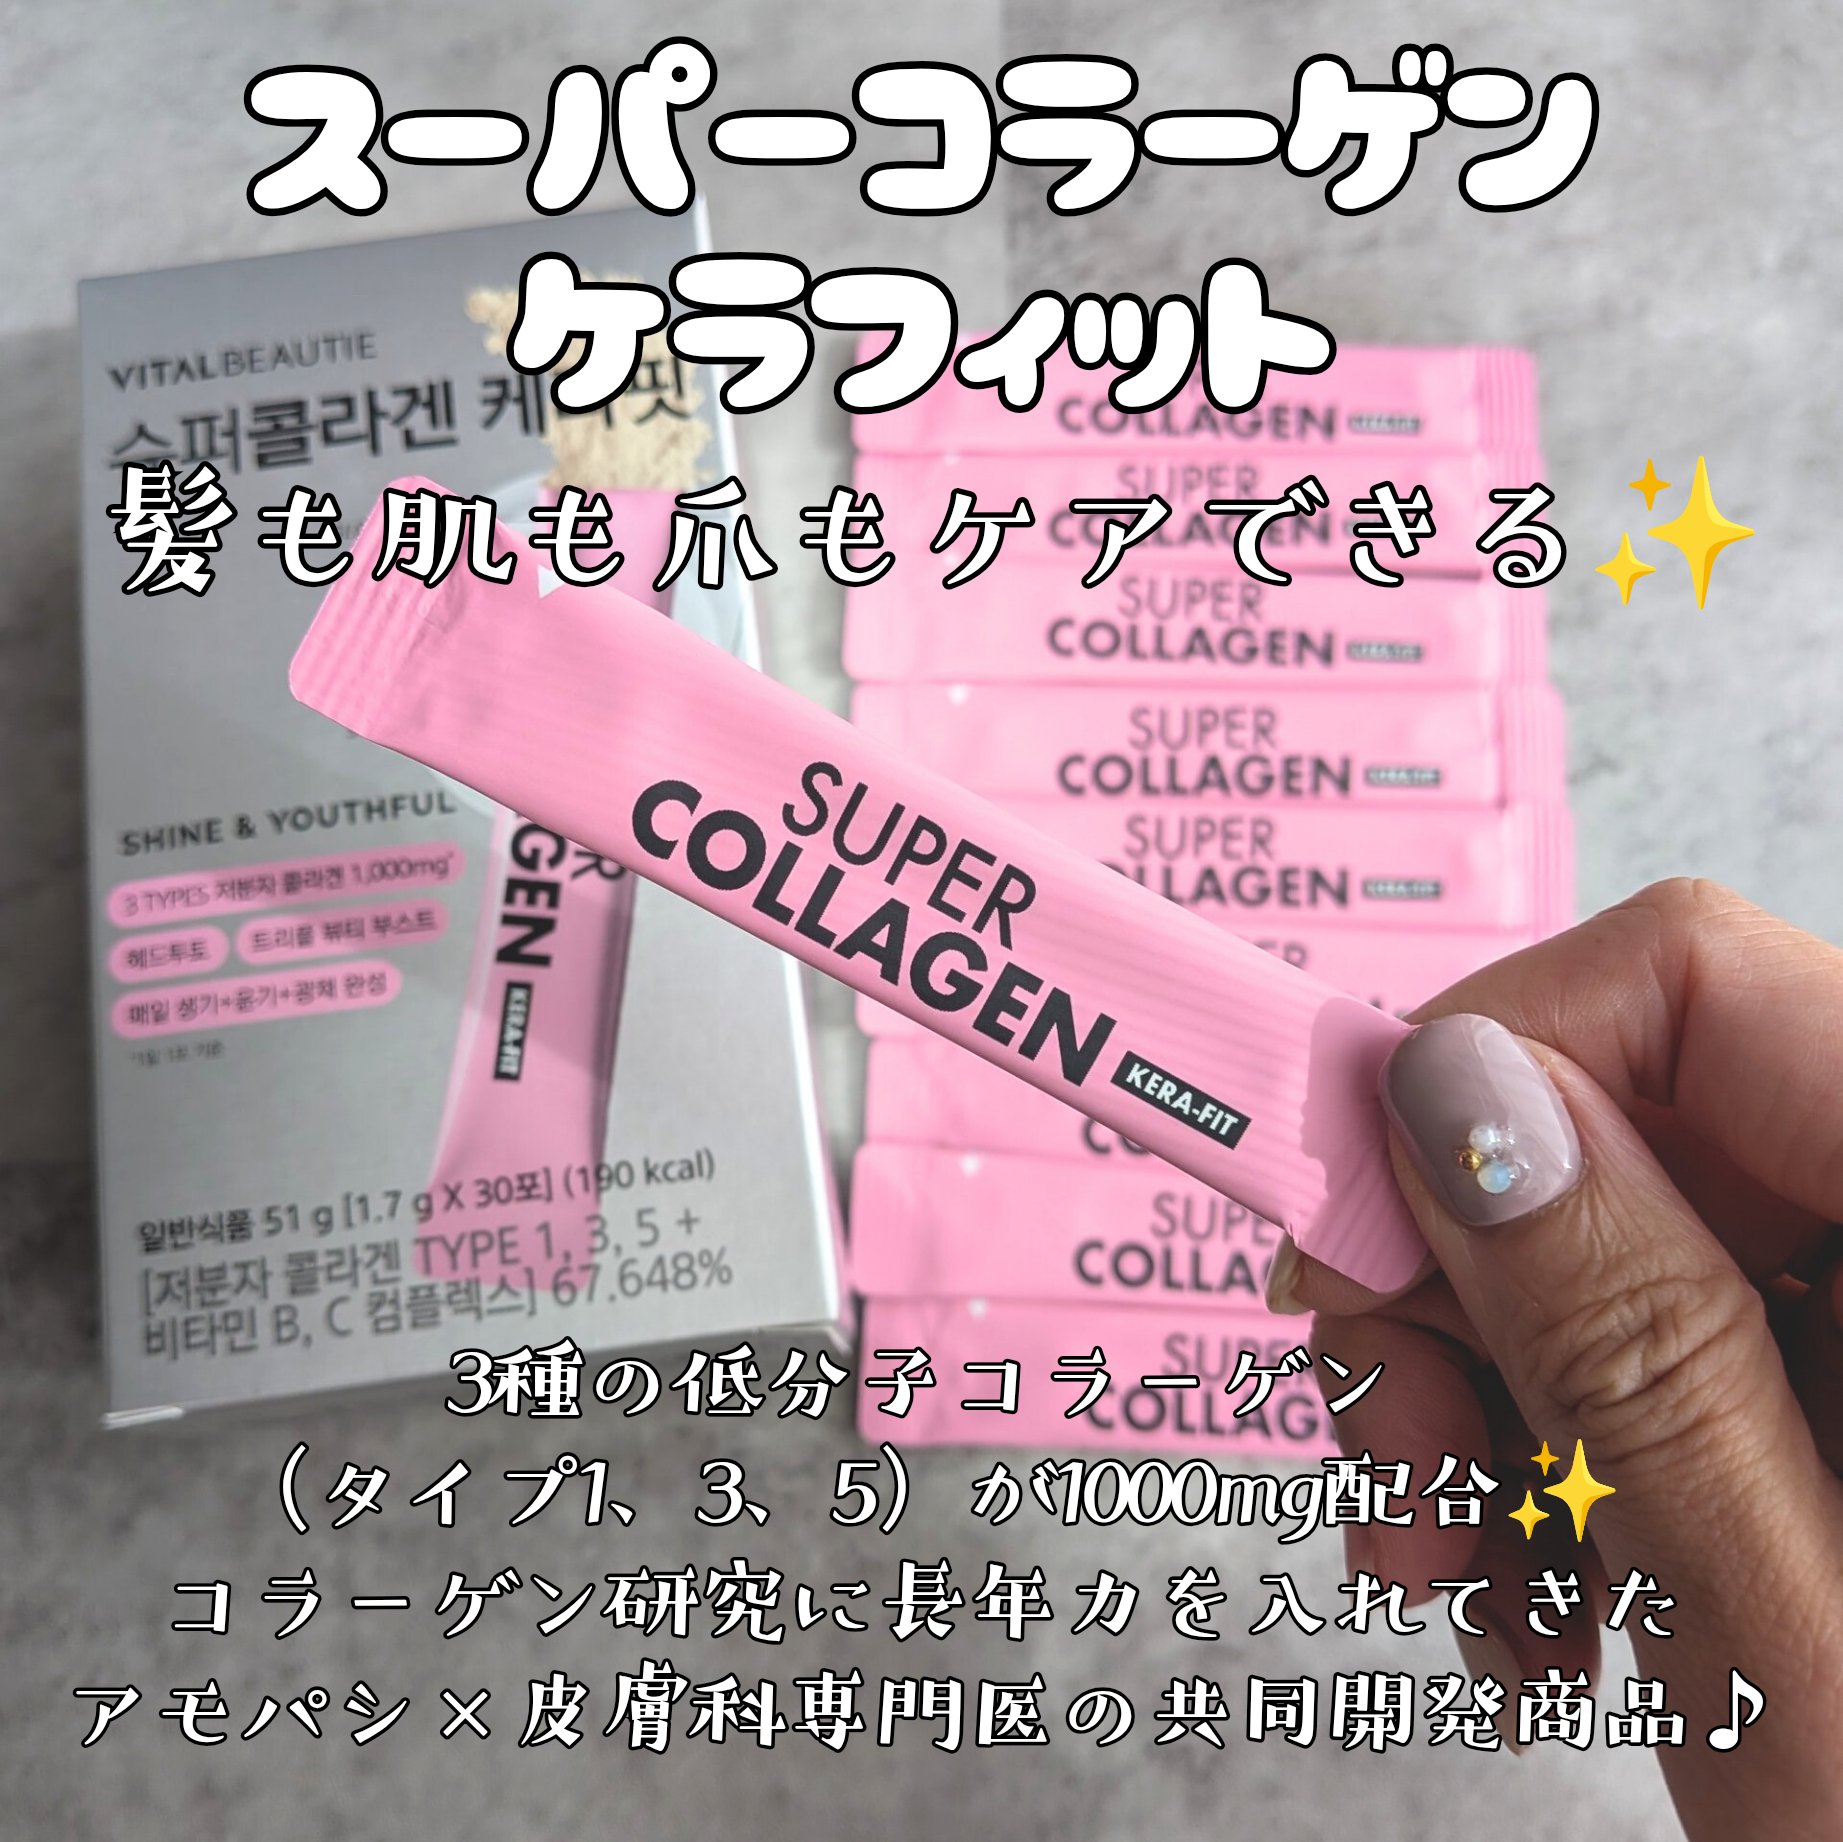 スーパーコラーゲン
ケラフィット
髪も肌も爪もケアできる✨
VITALBEAUTIE
슈퍼콜라겐
SHINE & YOUTHFUL
3 TYPES 저분자 콜라겐 1,000mg*
헤드투토
트리플 뷰티 부스트
매일 생기+윤기+광채 완성
GEN
KERA-FIT
일반식품 51 g [1.7 g X 30포] (190 kcal)
[저분자 콜라겐 TYPE 1, 3, 5 +
비타민 B, C 컴플렉스] 67.648%
SUPER
COLLAGEN KERA-FIT
COLLAGEN
SUPER
COLLAGEN
SUPER
COLLAGEN
SUPER
COLLAGEN
SUPER
COLLAGEN
3種の低分子コラーゲン
（タイプ1、3、5）が1000mg配合✨
コラーゲン研究に長年力を入れてきた
アモパシ×皮膚科専門医の共同開発商品♪